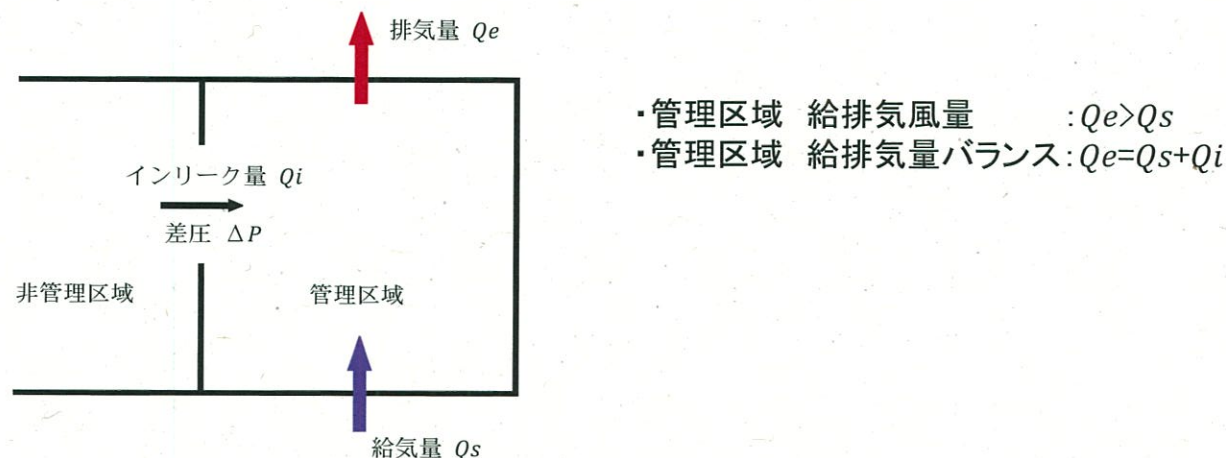 排気量 Qe
・管理区域 給排気風量 :Qe>Qs
・管理区域 給排気量バランス:Qe=Qs+Qi
インリーク量 Qi
差圧 ΔP
非管理区域
管理区域
給気量 Qs